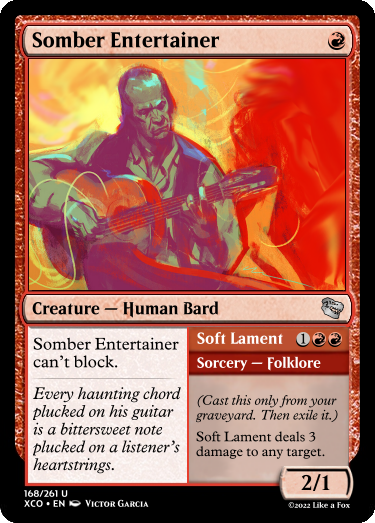 Somber Entertainer
Creature — Human Bard
Somber Entertainer
can't block.
Every haunting chord
plucked on his guitar
is a bittersweet note
plucked on a listener's
heartstrings.
Soft Lament 1
Sorcery — Folklore
(Cast this only from your
graveyard. Then exile it.)
Soft Lament deals 3
damage to any target.
2/1
168/261 U
XCO • EN Victor Garcia
©2022 Like a Fox